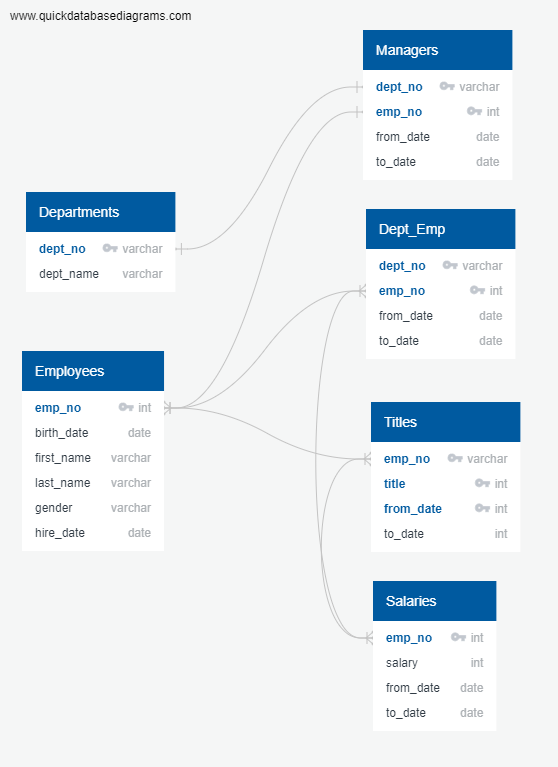 www.quickdatabasediagrams.com
Managers
dept_no varchar
emp_no int
from_date date
to_date date
Departments
dept_no varchar
dept_name varchar
Dept_Emp
dept_no varchar
emp_no int
from_date date
to_date date
Employees
emp_no int
birth_date date
first_name varchar
last_name varchar
gender varchar
hire_date date
Titles
emp_no varchar
title int
from_date int
to_date int
Salaries
emp_no int
salary int
from_date date
to_date date